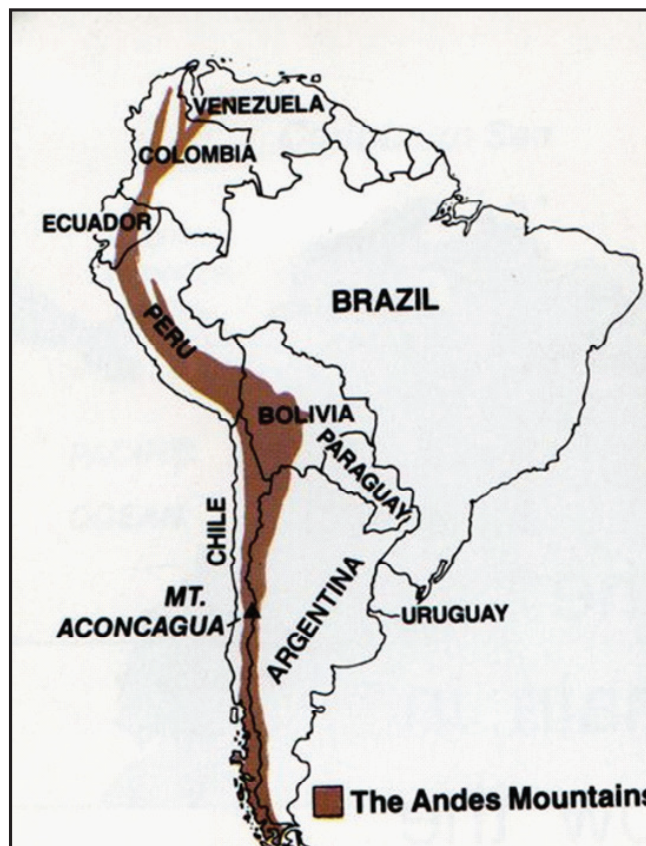 VENEZUELA
COLOMBIA
ECUADOR
BRAZIL
PERU
BOLIVIA
PARAGUAY
CHILE
MT.
ACONCAGUA
ARGENTINA
URUGUAY
The Andes Mountains